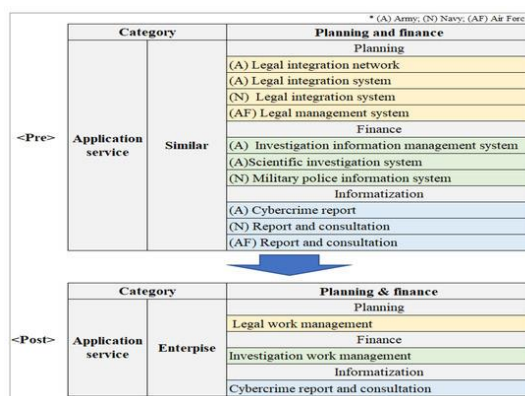 * (A) Army; (N) Navy; (AF) Air Forc
Category
Planning and finance
<Pre>
Application service
Similar
Planning
(A) Legal integration network
(A) Legal integration system
(N) Legal integration system
(AF) Legal management system
Finance
(A) Investigation information management system
(A)Scientific investigation system
(N) Military police information system
Informatization
(A) Cybercrime report
(N) Report and consultation
(AF) Report and consultation
Category
Planning & finance
<Post>
Application service
Enterpise
Planning
Legal work management
Finance
Investigation work management
Informatization
Cybercrime report and consultation